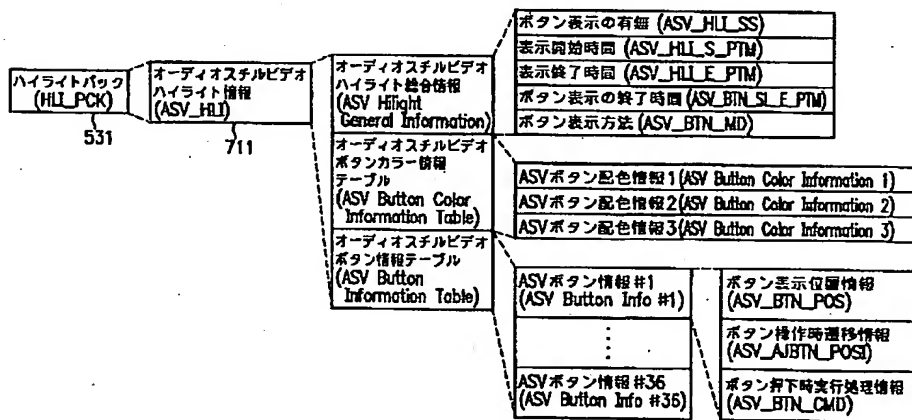 ハイライトパック
(HLI_PCK)
531
オーディオスチルビデオ
ハイライト情報
(ASV_HLI)
711
オーディオスチルビデオ
ハイライト総合情報
(ASV Hilight
General Information)
オーディオスチルビデオ
ボタンカラー情報
テーブル
(ASV Button Color
Information Table)
オーディオスチルビデオ
ボタン情報テーブル
(ASV Button
Information Table)
ボタン表示の有無 (ASV_HLI_SS)
表示開始時間 (ASV_HLI_S_PTM)
表示終了時間 (ASV_HLI_E_PTM)
ボタン表示の終了時間 (ASV_BTN_SL_E_PTM)
ボタン表示方法 (ASV_BTN_MD)
ASVボタン配色情報1(ASV Button Color Information 1)
ASVボタン配色情報2(ASV Button Color Information 2)
ASVボタン配色情報3(ASV Button Color Information 3)
ASVボタン情報#1
(ASV Button Info #1)
⋮
ASVボタン情報#36
(ASV Button Info #36)
ボタン表示位置情報
(ASV_BTN_POS)
ボタン操作時遷移情報
(ASV_AJBTN_POSI)
ボタン押下時実行処理情報
(ASV_BTN_CMD)